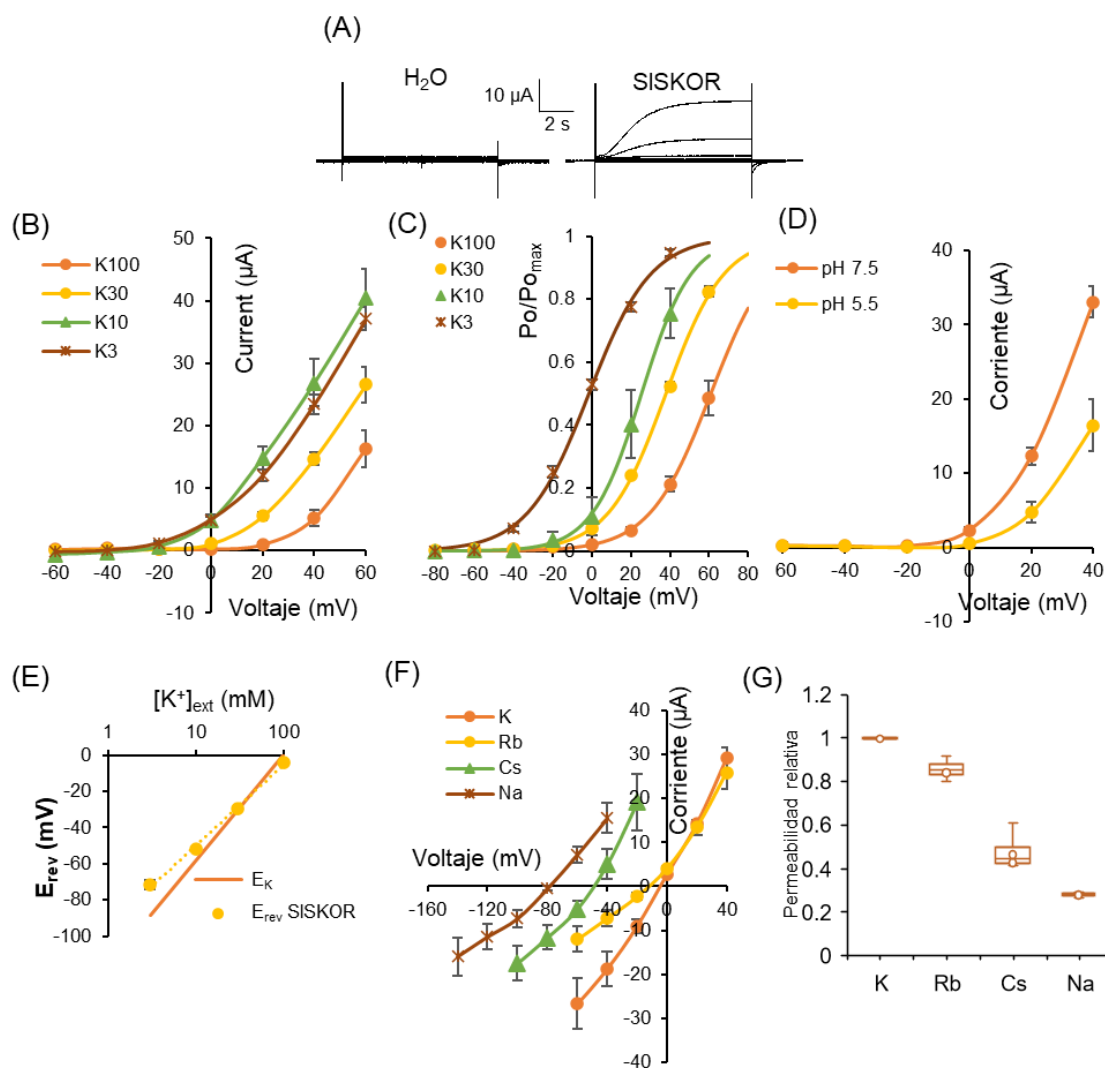 (A)
H₂O
10 µA
2 s
SlSKOR
(B)
K100
K30
K10
K3
Current (µA)
50
40
30
20
10
0
-10
-60 -40 -20 0 20 40 60
Voltaje (mV)
(C)
K100
K30
K10
K3
Po/Po_max
1
0.8
0.6
0.4
0.2
0
-80 -60 -40 -20 0 20 40 60 80
Voltaje (mV)
(D)
pH 7.5
pH 5.5
Corriente (µA)
40
30
20
10
0
-10
-60 -40 -20 0 20 40
Voltaje (mV)
(E)
[K⁺]ext (mM)
1 10 100
0
-20
-40
-60
-80
-100
E_rev (mV)
E_K
E_rev SlSKOR
(F)
K
Rb
Cs
Na
Corriente (µA)
40
30
20
10
0
-10
-20
-30
-40
Voltaje (mV)
-160 -120 -80 -40 0 40
(G)
Permeabilidad relativa
1.2
1
0.8
0.6
0.4
0.2
0
K Rb Cs Na